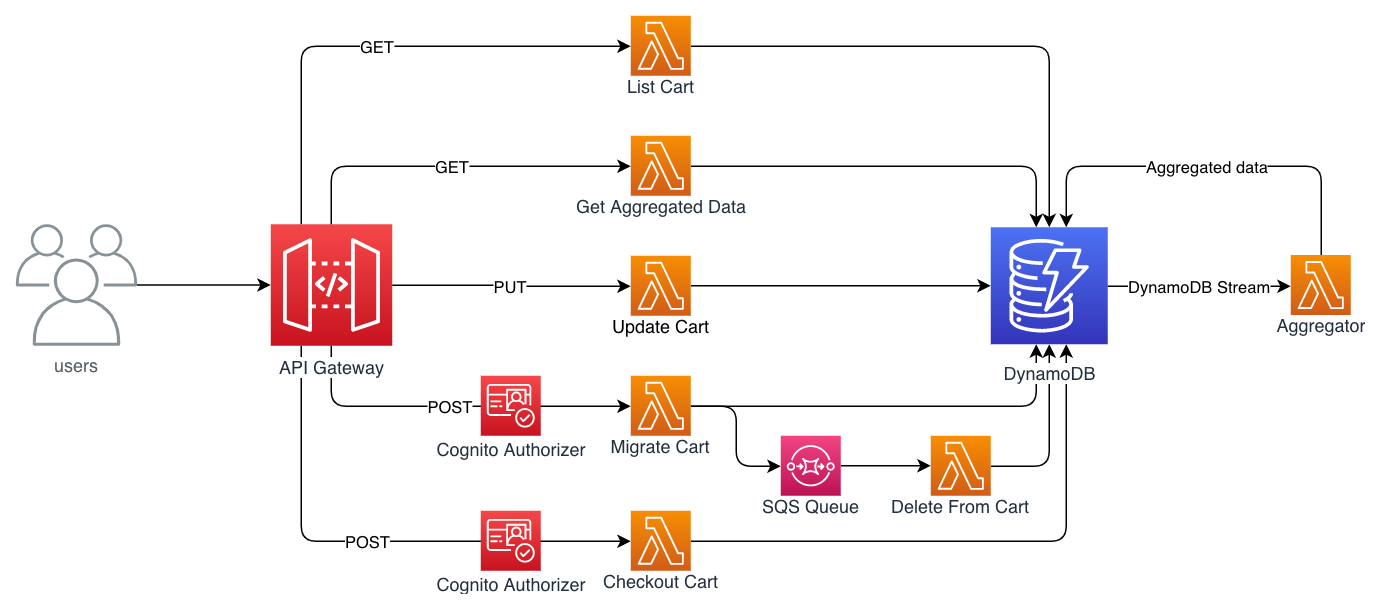 GET
List Cart
GET
Aggregated data
Get Aggregated Data
users
API Gateway
PUT
Update Cart
DynamoDB
DynamoDB Stream
Aggregator
POST
Cognito Authorizer
Migrate Cart
SQS Queue
Delete From Cart
POST
Cognito Authorizer
Checkout Cart